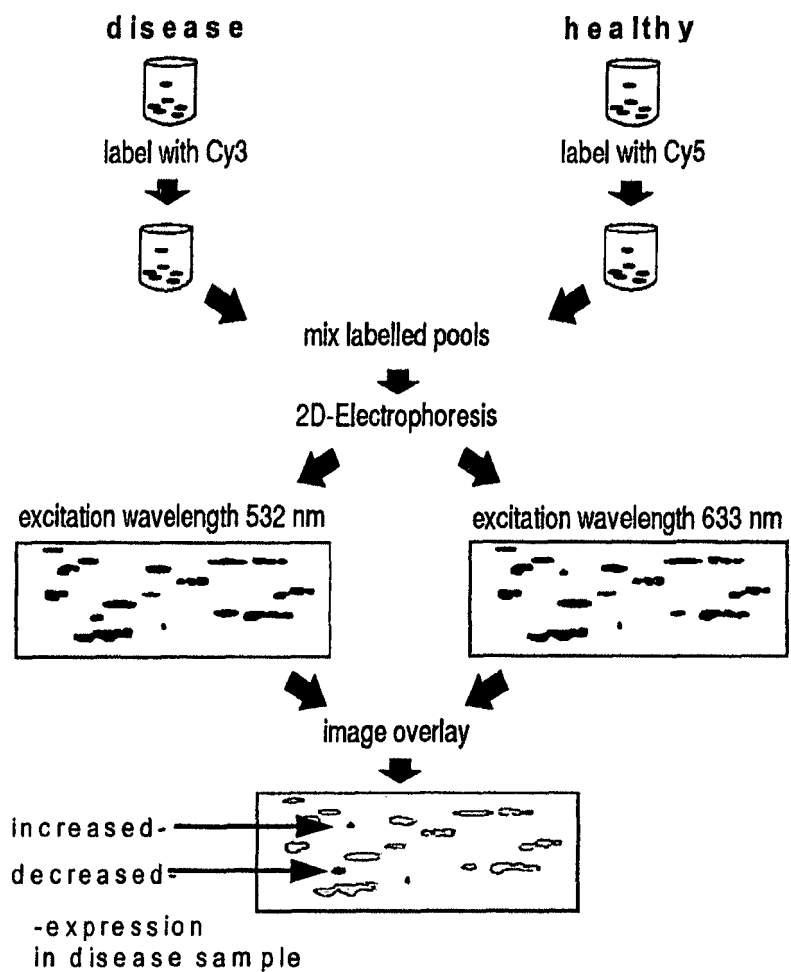 disease
healthy
label with Cy3
label with Cy5
mix labelled pools
2D-Electrophoresis
excitation wavelength 532 nm
excitation wavelength 633 nm
image overlay
increased-
decreased-
-expression
in disease sample